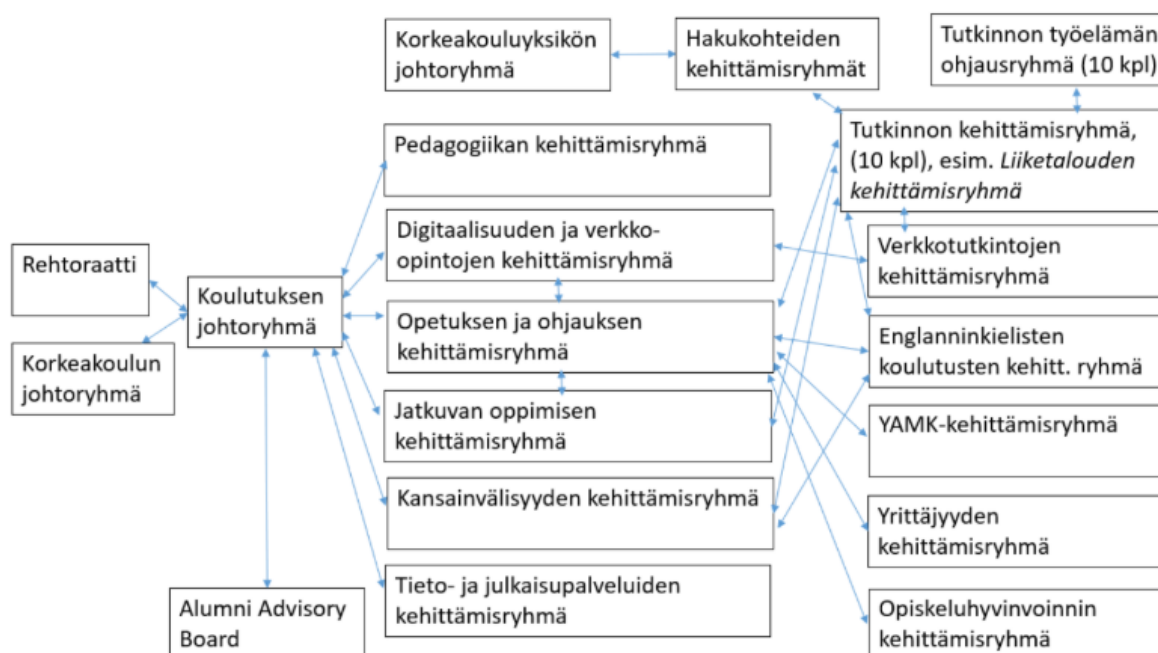 Korkeakouluyksikön
johtoryhmä
Hakukohteiden
kehittämisryhmät
Tutkinnon työelämän
ohjausryhmä (10 kpl)
Pedagogiikan kehittämisryhmä
Tutkinnon kehittämisryhmä,
(10 kpl), esim. Liiketalouden
kehittämisryhmä
Digitaalisuuden ja verkko-
opintojen kehittämisryhmä
Verkkotutkintojen
kehittämisryhmä
Rehtoraatti
Koulutuksen
johtoryhmä
Opetuksen ja ohjauksen
kehittämisryhmä
Englanninkielisten
koulutusten kehitt. ryhmä
Korkeakoulun
johtoryhmä
Jatkuvan oppimisen
kehittämisryhmä
YAMK-kehittämisryhmä
Kansainvälisyyden kehittämisryhmä
Yrittäjyyden
kehittämisryhmä
Tieto- ja julkaisupalveluiden
kehittämisryhmä
Alumni Advisory
Board
Opiskeluhyvinvoinnin
kehittämisryhmä